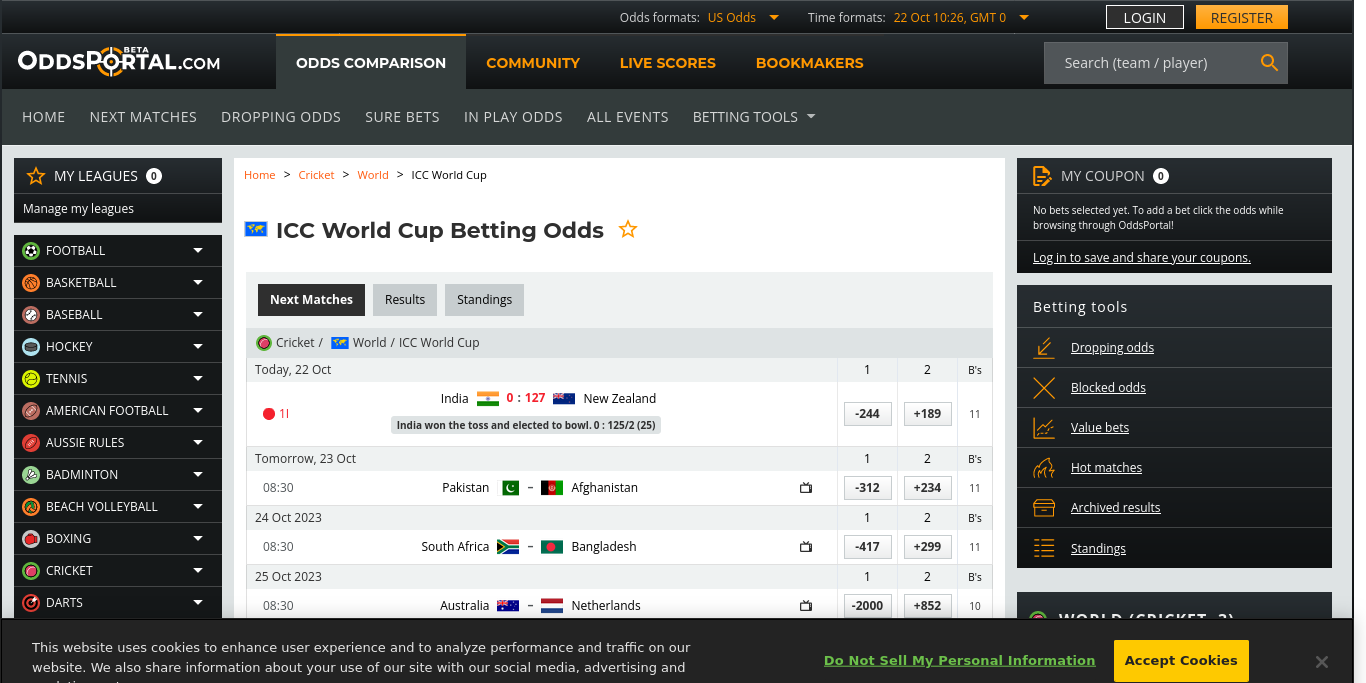 Odds formats: US Odds Time formats: 22 Oct 10:26, GMT 0 LOGIN REGISTER
ODDSPORTAL.COM BETA
ODDS COMPARISON COMMUNITY LIVE SCORES BOOKMAKERS Search (team / player)
HOME NEXT MATCHES DROPPING ODDS SURE BETS IN PLAY ODDS ALL EVENTS BETTING TOOLS
MY LEAGUES 0
Manage my leagues
FOOTBALL
BASKETBALL
BASEBALL
HOCKEY
TENNIS
AMERICAN FOOTBALL
AUSSIE RULES
BADMINTON
BEACH VOLLEYBALL
BOXING
CRICKET
DARTS
Home > Cricket > World > ICC World Cup
ICC World Cup Betting Odds
Next Matches Results Standings
Cricket / World / ICC World Cup
Today, 22 Oct 1 2 B's
India 0 : 127 New Zealand
1I -244 +189 11
India won the toss and elected to bowl. 0 : 125/2 (25)
Tomorrow, 23 Oct 1 2 B's
08:30 Pakistan – Afghanistan -312 +234 11
24 Oct 2023 1 2 B's
08:30 South Africa – Bangladesh -417 +299 11
25 Oct 2023 1 2 B's
08:30 Australia – Netherlands -2000 +852 10
MY COUPON 0
No bets selected yet. To add a bet click the odds while
browsing through OddsPortal!
Log in to save and share your coupons.
Betting tools
Dropping odds
Blocked odds
Value bets
Hot matches
Archived results
Standings
This website uses cookies to enhance user experience and to analyze performance and traffic on our
website. We also share information about your use of our site with our social media, advertising and
Do Not Sell My Personal Information Accept Cookies